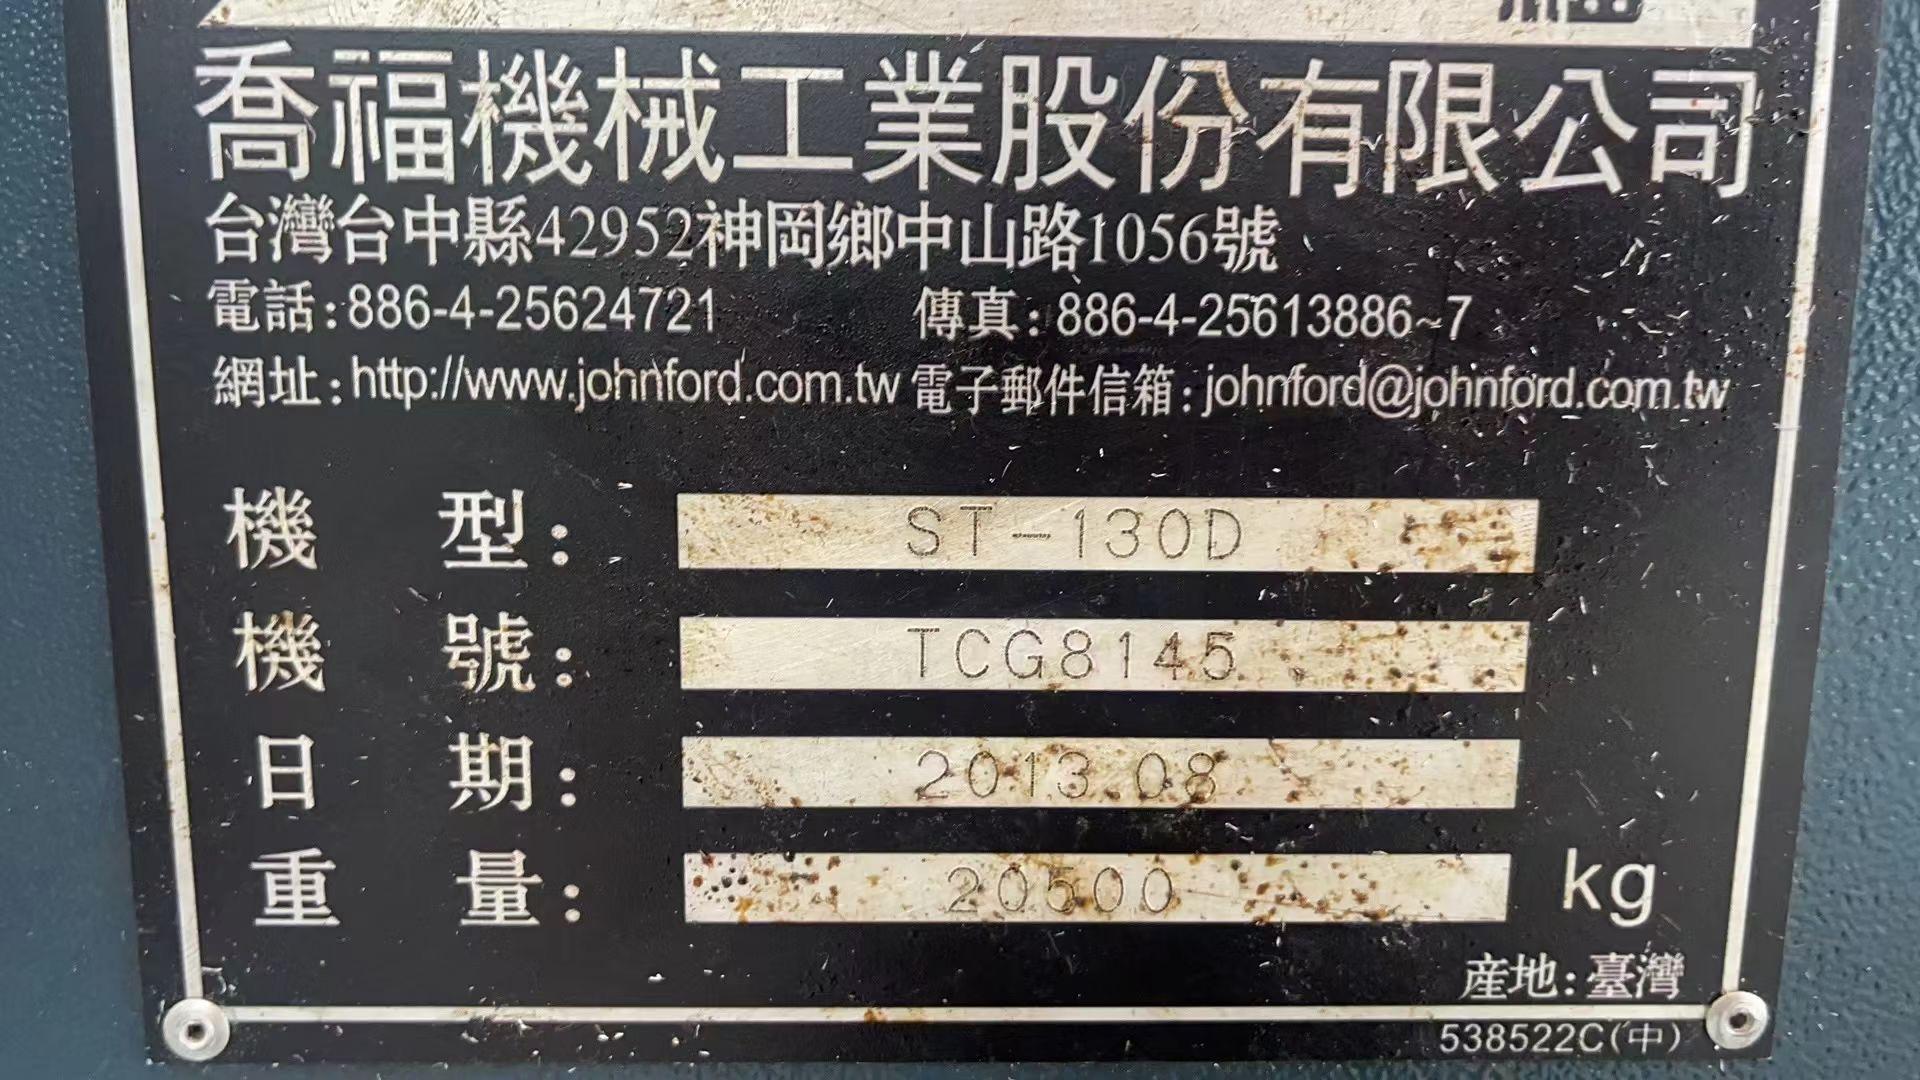 喬福機械工業股份有限公司
台灣台中縣42952神岡鄉中山路1056號
電話:886-4-25624721 傳真:886-4-25613886~7
網址:http://www.johnford.com.tw 電子郵件信箱:johnford@johnford.com.tw
機型: ST-130D
機號: TCG8145
日期: 2013.08
重量: 20500 kg
産地:臺灣
538522C(中)